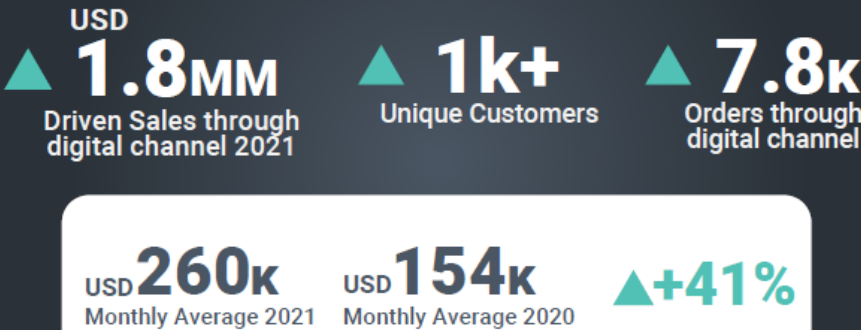 USD
1.8MM
Driven Sales through
digital channel 2021
1k+
Unique Customers
7.8K
Orders through
digital channel
USD 260K
Monthly Average 2021
USD 154K
Monthly Average 2020
+41%